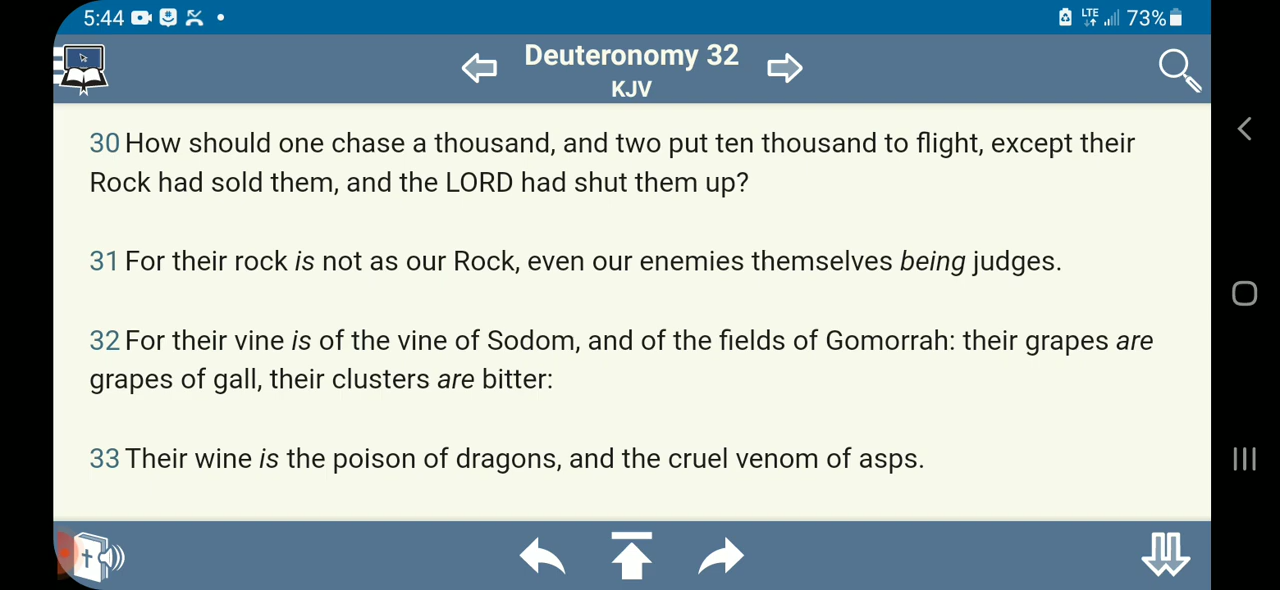 5:44 LTE 73%
Deuteronomy 32
KJV
30 How should one chase a thousand, and two put ten thousand to flight, except their
Rock had sold them, and the LORD had shut them up?
31 For their rock is not as our Rock, even our enemies themselves being judges.
32 For their vine is of the vine of Sodom, and of the fields of Gomorrah: their grapes are
grapes of gall, their clusters are bitter:
33 Their wine is the poison of dragons, and the cruel venom of asps.